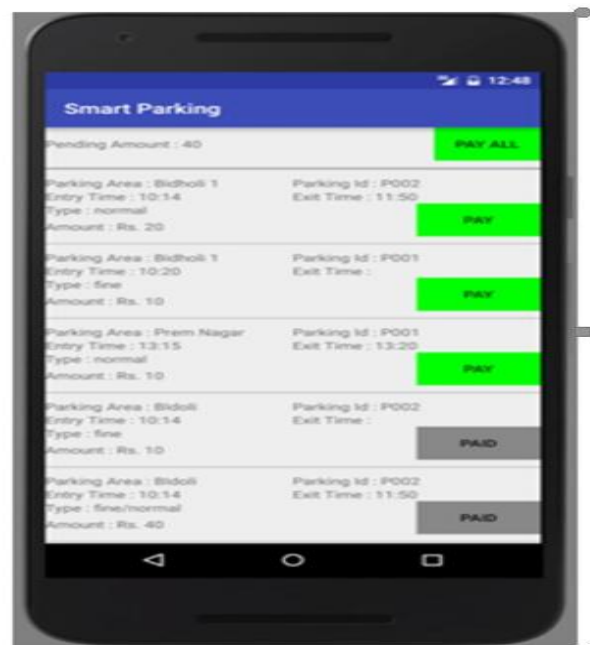 12:48
Smart Parking
Pending Amount : 40 PAY ALL
Parking Area : Bidholi 1 Parking Id : P002
Entry Time : 10:14 Exit Time : 11:50
Type : normal
PAY
Amount : Rs. 20
Parking Area : Bidholi 1 Parking Id : P001
Entry Time : 10:20 Exit Time :
Type : fine
PAY
Amount : Rs. 10
Parking Area : Prem Nagar Parking Id : P001
Entry Time : 13:15 Exit Time : 13:20
Type : normal
PAY
Amount : Rs. 10
Parking Area : Bidoli Parking Id : P002
Entry Time : 10:14 Exit Time :
Type : fine
PAID
Amount : Rs. 10
Parking Area : Bidoli Parking Id : P002
Entry Time : 10:14 Exit Time : 11:50
Type : fine/normal
PAID
Amount : Rs. 40